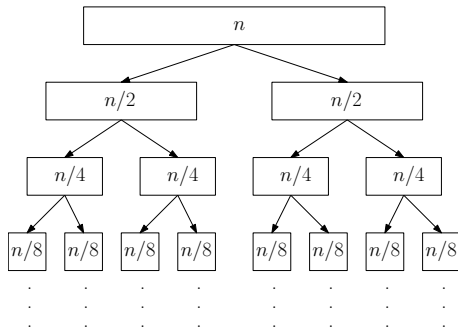 n
n/2 n/2
n/4 n/4 n/4 n/4
n/8 n/8 n/8 n/8 n/8 n/8 n/8 n/8
. . . . . . . .
. . . . . . . .
. . . . . . . .